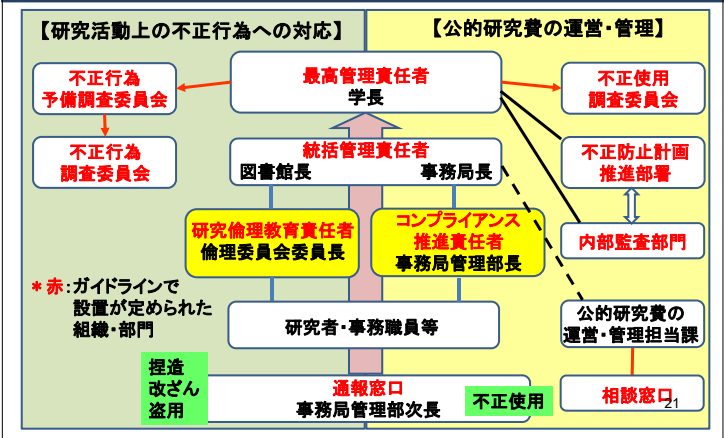 【研究活動上の不正行為への対応】
【公的研究費の運営・管理】
不正行為
予備調査委員会
最高管理責任者
学長
不正使用
調査委員会
不正行為
調査委員会
統括管理責任者
図書館長
事務局長
不正防止計画
推進部署
研究倫理教育責任者
倫理委員会委員長
コンプライアンス
推進責任者
事務局管理部長
内部監査部門
＊赤：ガイドラインで
設置が定められた
組織・部門
研究者・事務職員等
公的研究費の
運営・管理担当課
捏造
改ざん
盗用
通報窓口
事務局管理部次長
不正使用
相談窓口
21